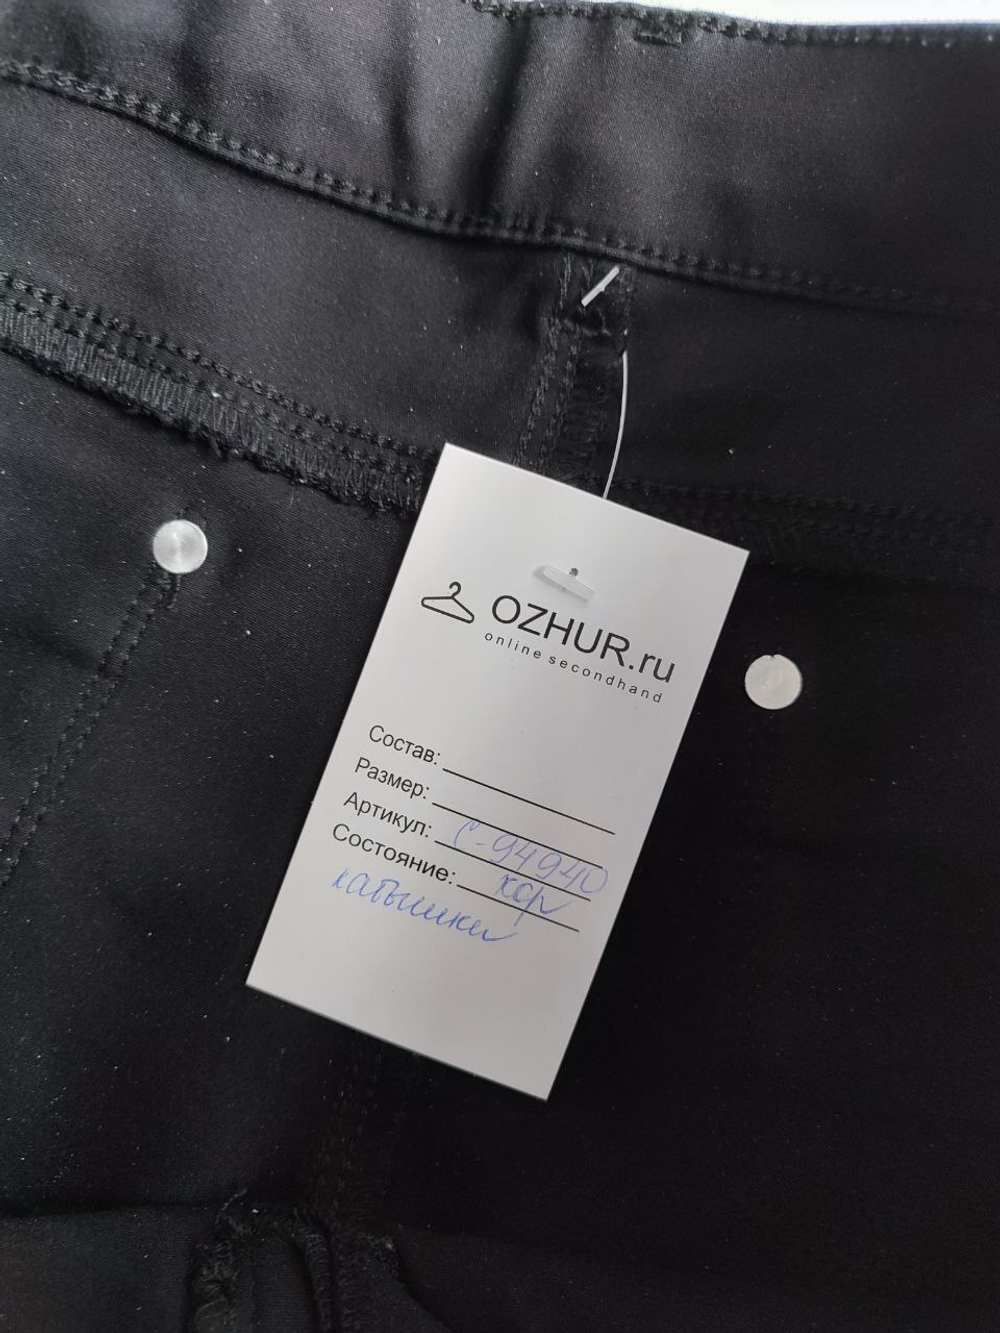 OZHUR.ru
online secondhand
Состав:
Размер:
Артикул: С-94940
Состояние: хор
катышки